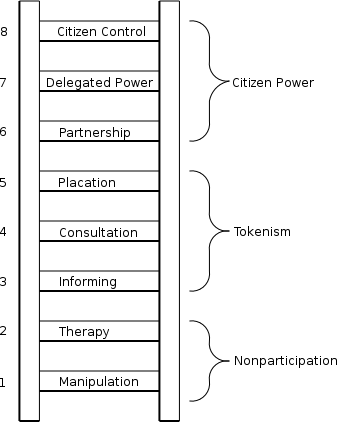 8 Citizen Control
7 Delegated Power
Citizen Power
6 Partnership
5 Placation
4 Consultation
Tokenism
3 Informing
2 Therapy
Nonparticipation
1 Manipulation